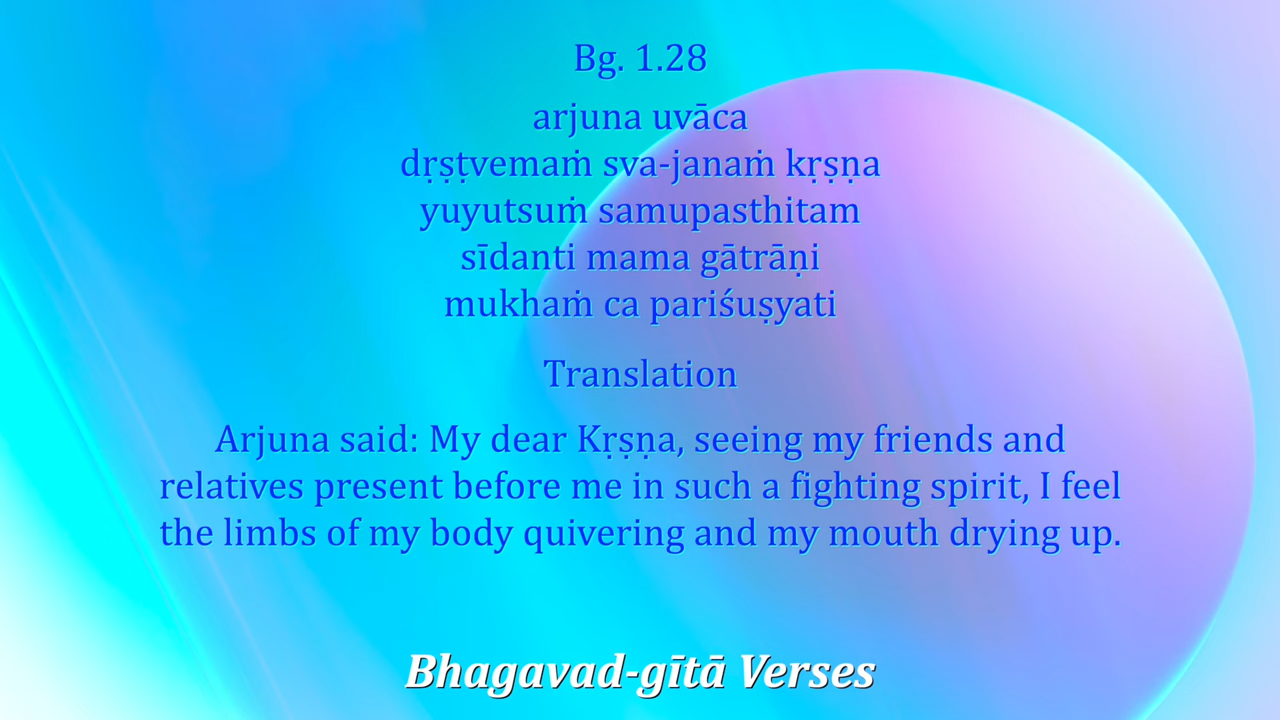 Bg. 1.28
arjuna uvāca
dṛṣṭvemaṁ sva-janaṁ kṛṣṇa
yuyutsuṁ samupasthitam
sīdanti mama gātrāṇi
mukhaṁ ca pariśuṣyati
Translation
Arjuna said: My dear Kṛṣṇa, seeing my friends and
relatives present before me in such a fighting spirit, I feel
the limbs of my body quivering and my mouth drying up.
Bhagavad-gītā Verses